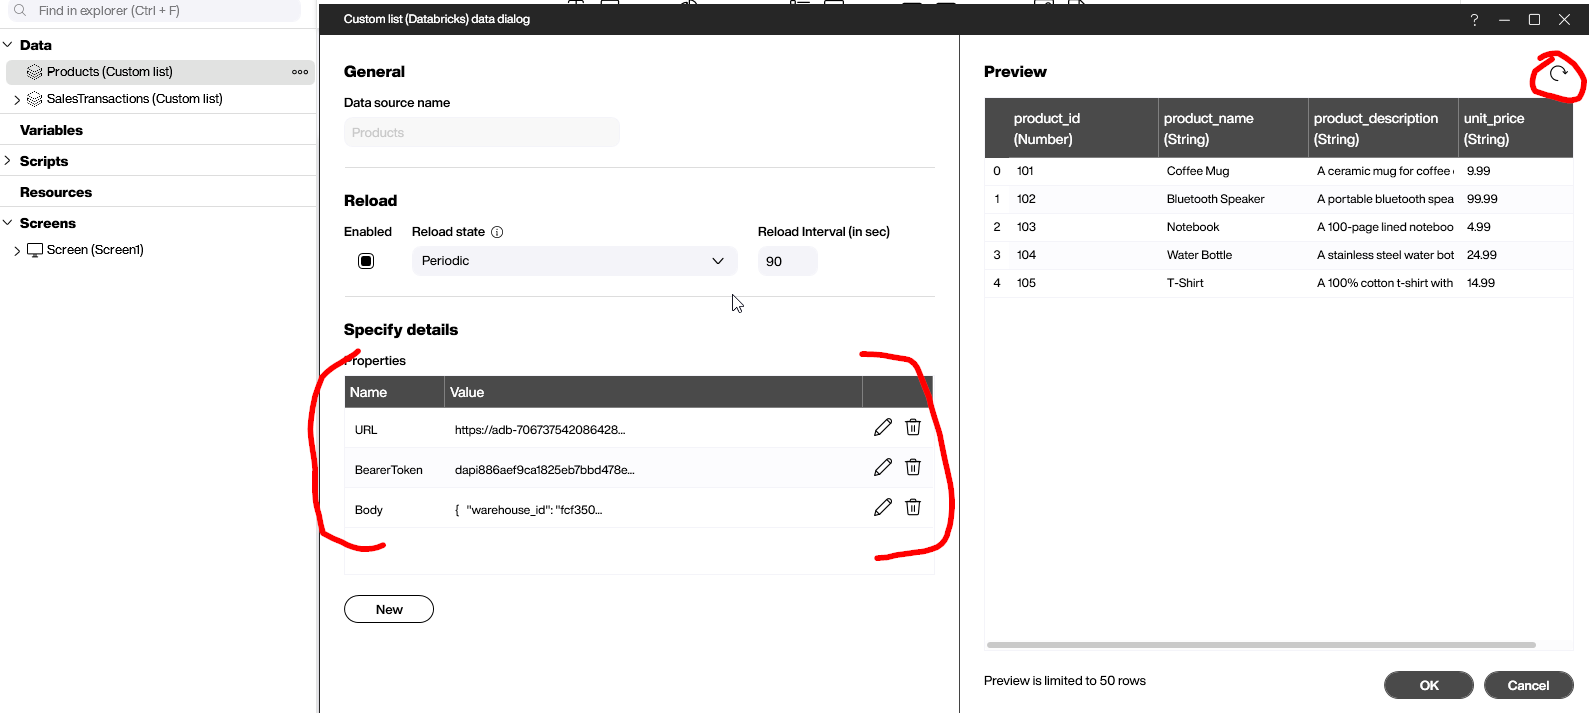 Find in explorer (Ctrl + F)
Data
Products (Custom list)
SalesTransactions (Custom list)
Variables
Scripts
Resources
Screens
Screen (Screen1)
Custom list (Databricks) data dialog
General
Data source name
Products
Reload
Enabled Reload state Reload Interval (in sec)
Periodic 90
Specify details
Properties
Name Value
URL https://adb-706737542086428...
BearerToken dapi886aef9ca1825eb7bbd478e...
Body { "warehouse_id": "fcf350...
New
Preview
product_id product_name product_description unit_price
(Number) (String) (String) (String)
0 101 Coffee Mug A ceramic mug for coffee 9.99
1 102 Bluetooth Speaker A portable bluetooth spea 99.99
2 103 Notebook A 100-page lined noteboo 4.99
3 104 Water Bottle A stainless steel water bot 24.99
4 105 T-Shirt A 100% cotton t-shirt with 14.99
Preview is limited to 50 rows
OK Cancel